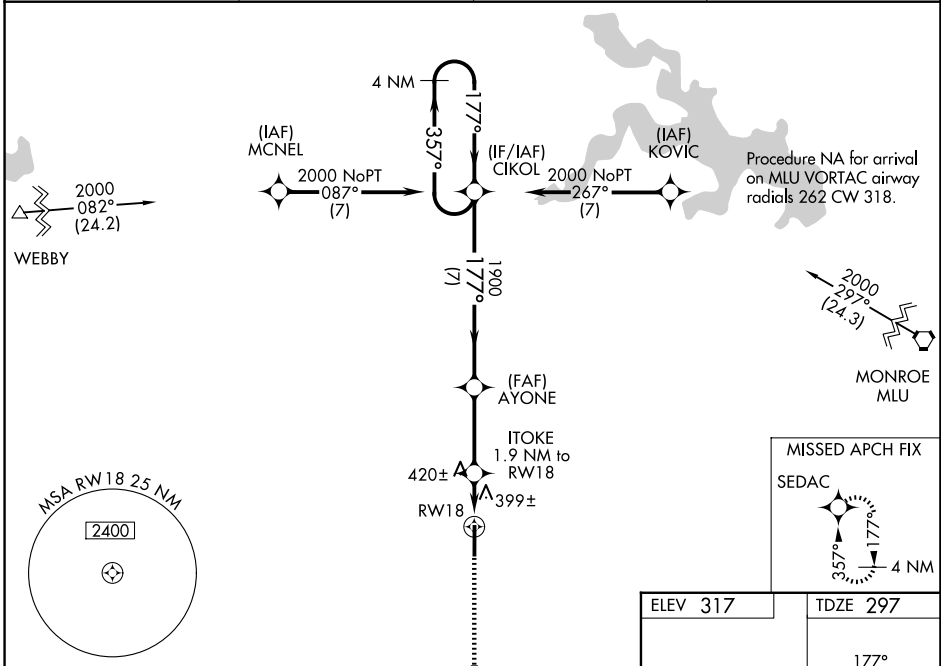 4 NM
177°
357°
(IAF)
MCNEL
2000 NoPT
087°
(7)
(IF/IAF)
CIKOL
2000 NoPT
267°
(7)
(IAF)
KOVIC
Procedure NA for arrival
on MLU VORTAC airway
radials 262 CW 318.
2000
082°
(24.2)
WEBBY
1900
177°
(7)
2000
297°
(24.3)
MONROE
MLU
(FAF)
AYONE
ITOKE
1.9 NM to
RW18
420±
399±
RW18
MSA RW18 25 NM
2400
MISSED APCH FIX
SEDAC
357°
177°
4 NM
ELEV 317
TDZE 297
177°